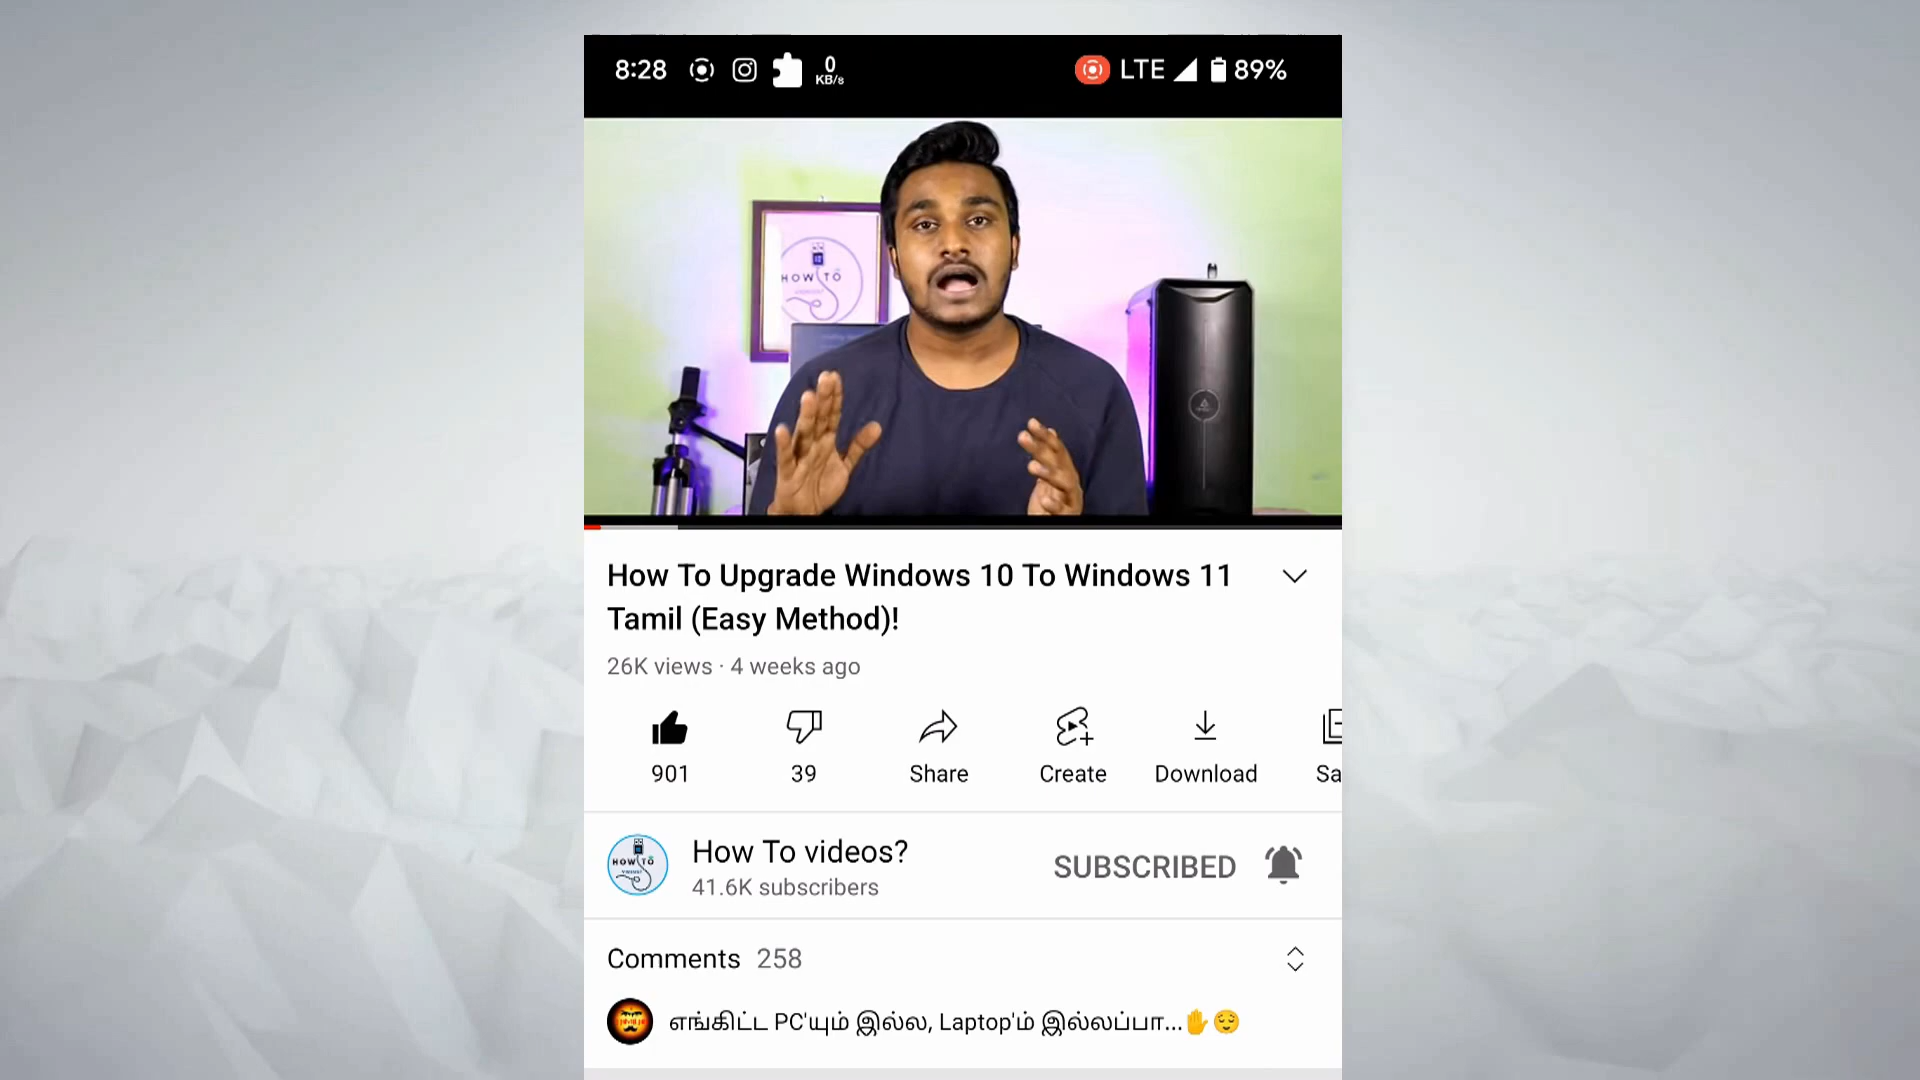 8:28 0 KB/s LTE 89%
HOW TO
How To Upgrade Windows 10 To Windows 11
Tamil (Easy Method)!
26K views · 4 weeks ago
901 39 Share Create Download Sa
How To videos?
HOW TO
41.6K subscribers
SUBSCRIBED
Comments 258
எங்கிட்ட PC'யும் இல்ல, Laptop'ம் இல்லப்பா...✋😌